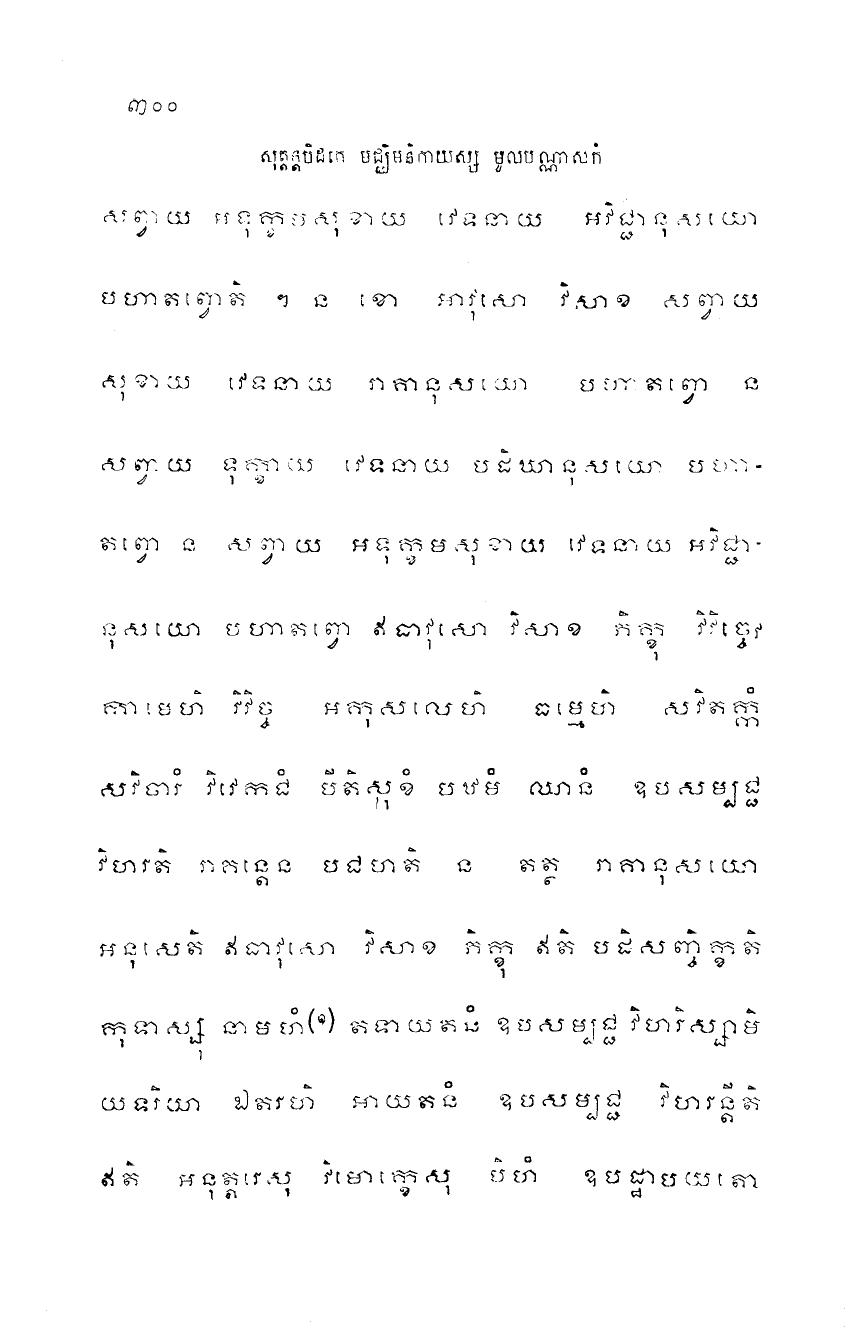 ៣០០
សុត្តន្តបិដកេ មជ្ឈិមនិកាយស្ស មូលបណ្ណាសកំ
សព្វាយ អទុក្ខមសុខាយ វេទនាយ អវិជ្ជានុសយោ
បហាតព្វោតិ ៗ ន ខោ អាវុសោ វិសាខ សព្វាយ
សុខាយ វេទនាយ រាគានុសយោ បហាតព្វោ ន
សព្វាយ ទុក្ខាយ វេទនាយ បដិឃានុសយោ បហា-
តព្វោ ន សព្វាយ អទុក្ខមសុខាយ វេទនាយ អវិជ្ជា-
នុសយោ បហាតព្វោ ឥធាវុសោ វិសាខ ភិក្ខុ វិវិច្ចេវ
កាមេហិ វិវិច្ច អកុសលេហិ ធម្មេហិ សវិតក្កំ
សវិចារំ វិវេកជំ បីតិសុខំ បឋមំ ឈានំ ឧបសម្បជ្ជ
វិហរតិ រាគន្តេន បជហតិ ន តត្ថ រាគានុសយោ
អនុសេតិ ឥធាវុសោ វិសាខ ភិក្ខុ ឥតិ បដិសញ្ចិក្ខតិ
កុទាស្សុ នាមហំ(១) តទាយតនំ ឧបសម្បជ្ជ វិហរិស្សាមិ
យទរិយា ឯតរហិ អាយតនំ ឧបសម្បជ្ជ វិហរន្តីតិ
ឥតិ អនុត្តរេសុ វិមោក្ខេសុ បិហំ ឧបដ្ឋាបយតោ